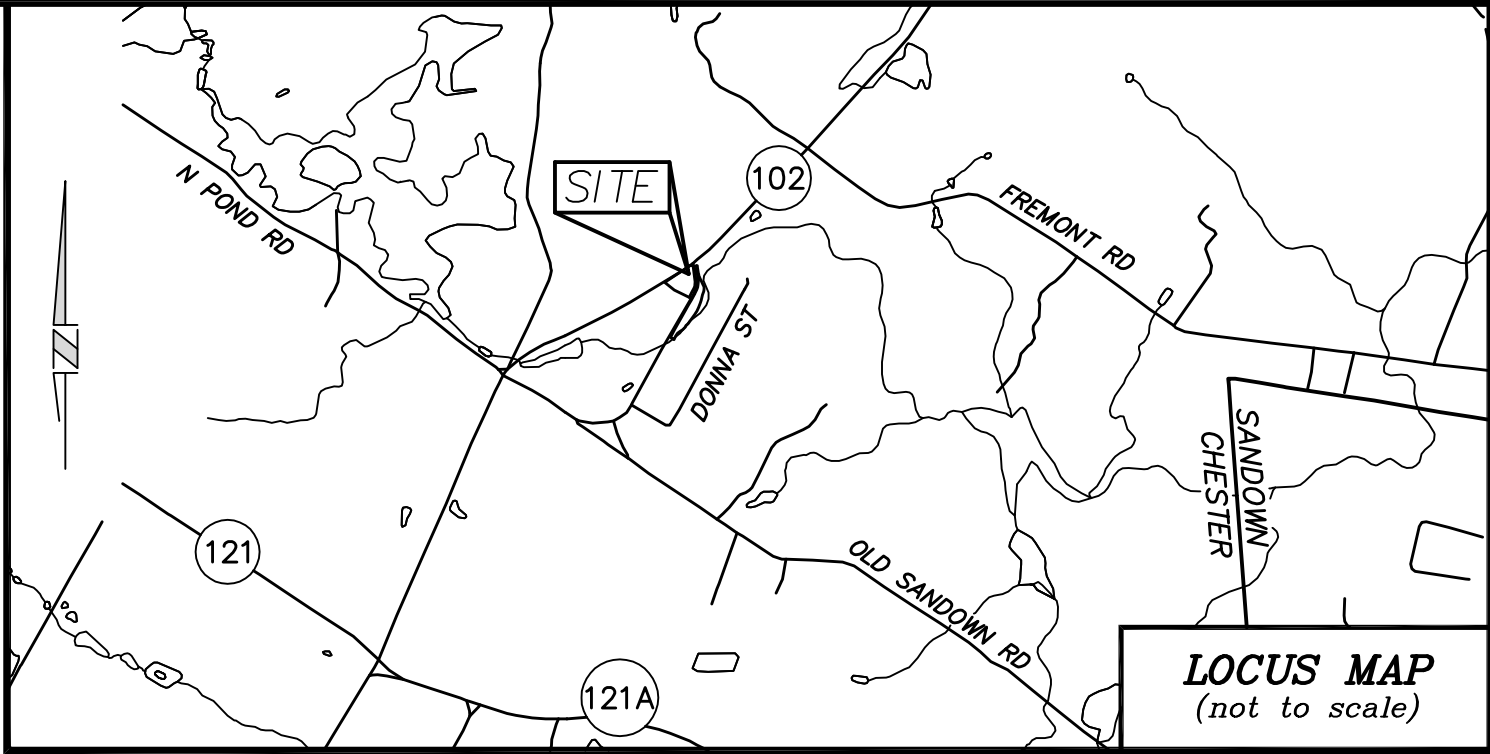 102
SITE
N POND RD
FREMONT RD
N
DONNA ST
SANDOWN
CHESTER
121
OLD SANDOWN RD
121A
LOCUS MAP
(not to scale)